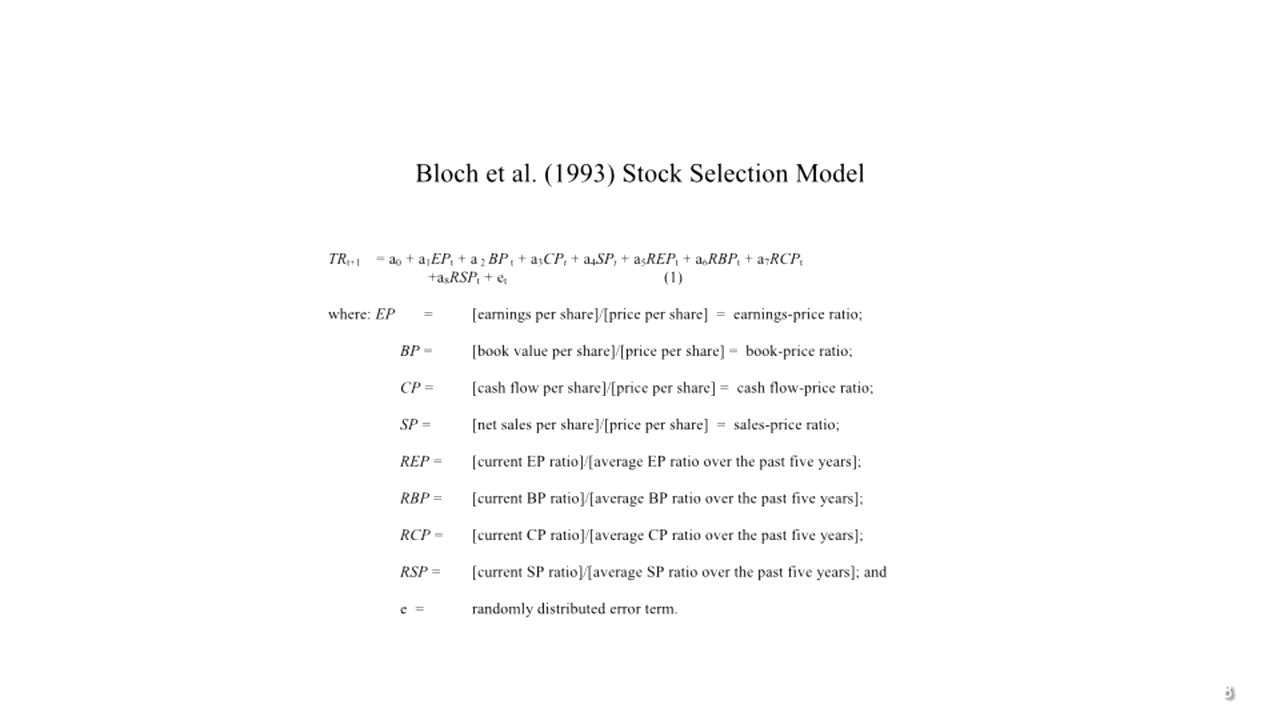 Bloch et al. (1993) Stock Selection Model
TRt+1 = a0 + a1EPt + a 2 BP t + a3CPt + a4SPt + a5REPt + a6RBPt + a7RCPt
+a8RSPt + et (1)
where: EP = [earnings per share]/[price per share] = earnings-price ratio;
BP = [book value per share]/[price per share] = book-price ratio;
CP = [cash flow per share]/[price per share] = cash flow-price ratio;
SP = [net sales per share]/[price per share] = sales-price ratio;
REP = [current EP ratio]/[average EP ratio over the past five years];
RBP = [current BP ratio]/[average BP ratio over the past five years];
RCP = [current CP ratio]/[average CP ratio over the past five years];
RSP = [current SP ratio]/[average SP ratio over the past five years]; and
e = randomly distributed error term.
8